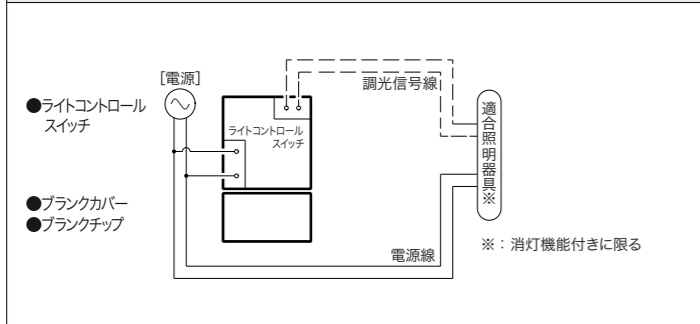 [電源]
●ライトコントロール
スイッチ
ライトコントロール
スイッチ
調光信号線
適合照明器具※
●ブランクカバー
●ブランクチップ
電源線
※：消灯機能付きに限る